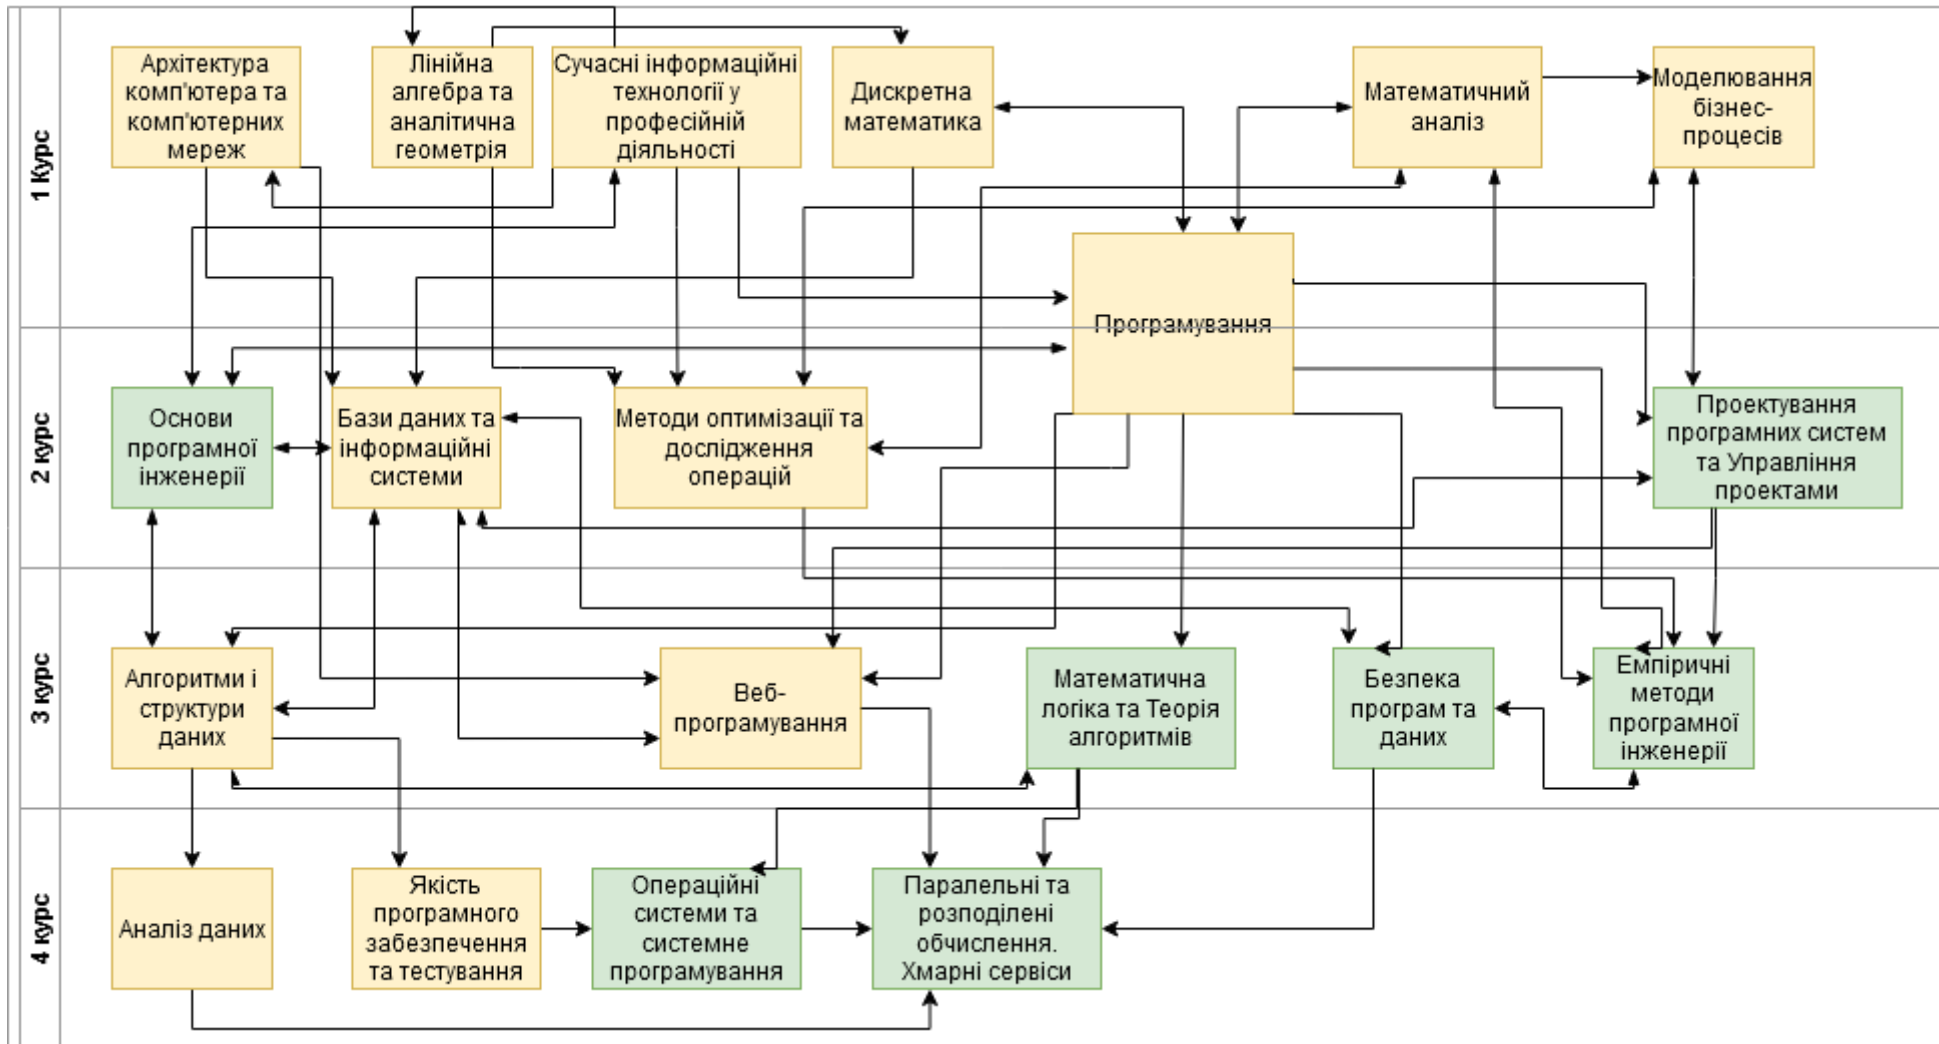 1 Курс
Архітектура
комп'ютера та
комп'ютерних
мереж
Лінійна
алгебра та
аналітична
геометрія
Сучасні інформаційні
технології у
професійній
діяльності
Дискретна
математика
Математичний
аналіз
Моделювання
бізнес-
процесів
Програмування
2 курс
Основи
програмної
інженерії
Бази даних та
інформаційні
системи
Методи оптимізації та
дослідження
операцій
Проектування
програмних систем
та Управління
проектами
3 курс
Алгоритми і
структури
даних
Веб-
програмування
Математична
логіка та Теорія
алгоритмів
Безпека
програм та
даних
Емпіричні
методи
програмної
інженерії
4 курс
Аналіз даних
Якість
програмного
забезпечення
та тестування
Операційні
системи та
системне
програмування
Паралельні та
розподілені
обчислення.
Хмарні сервіси